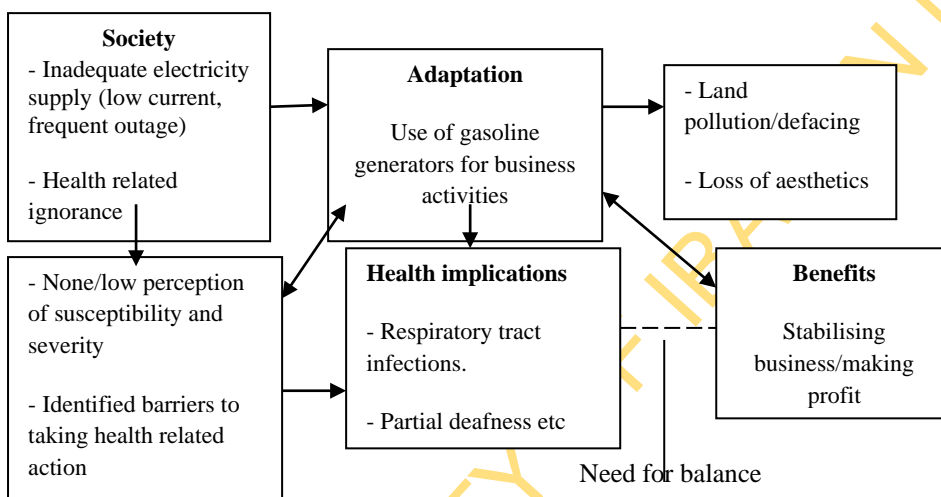 Society
- Inadequate electricity
supply (low current,
frequent outage)
- Health related
ignorance
Adaptation
Use of gasoline
generators for business
activities
- Land
pollution/defacing
- Loss of aesthetics
- None/low perception
of susceptibility and
severity
- Identified barriers to
taking health related
action
Health implications
- Respiratory tract
infections.
- Partial deafness etc
Benefits
Stabilising
business/making
profit
Need for balance